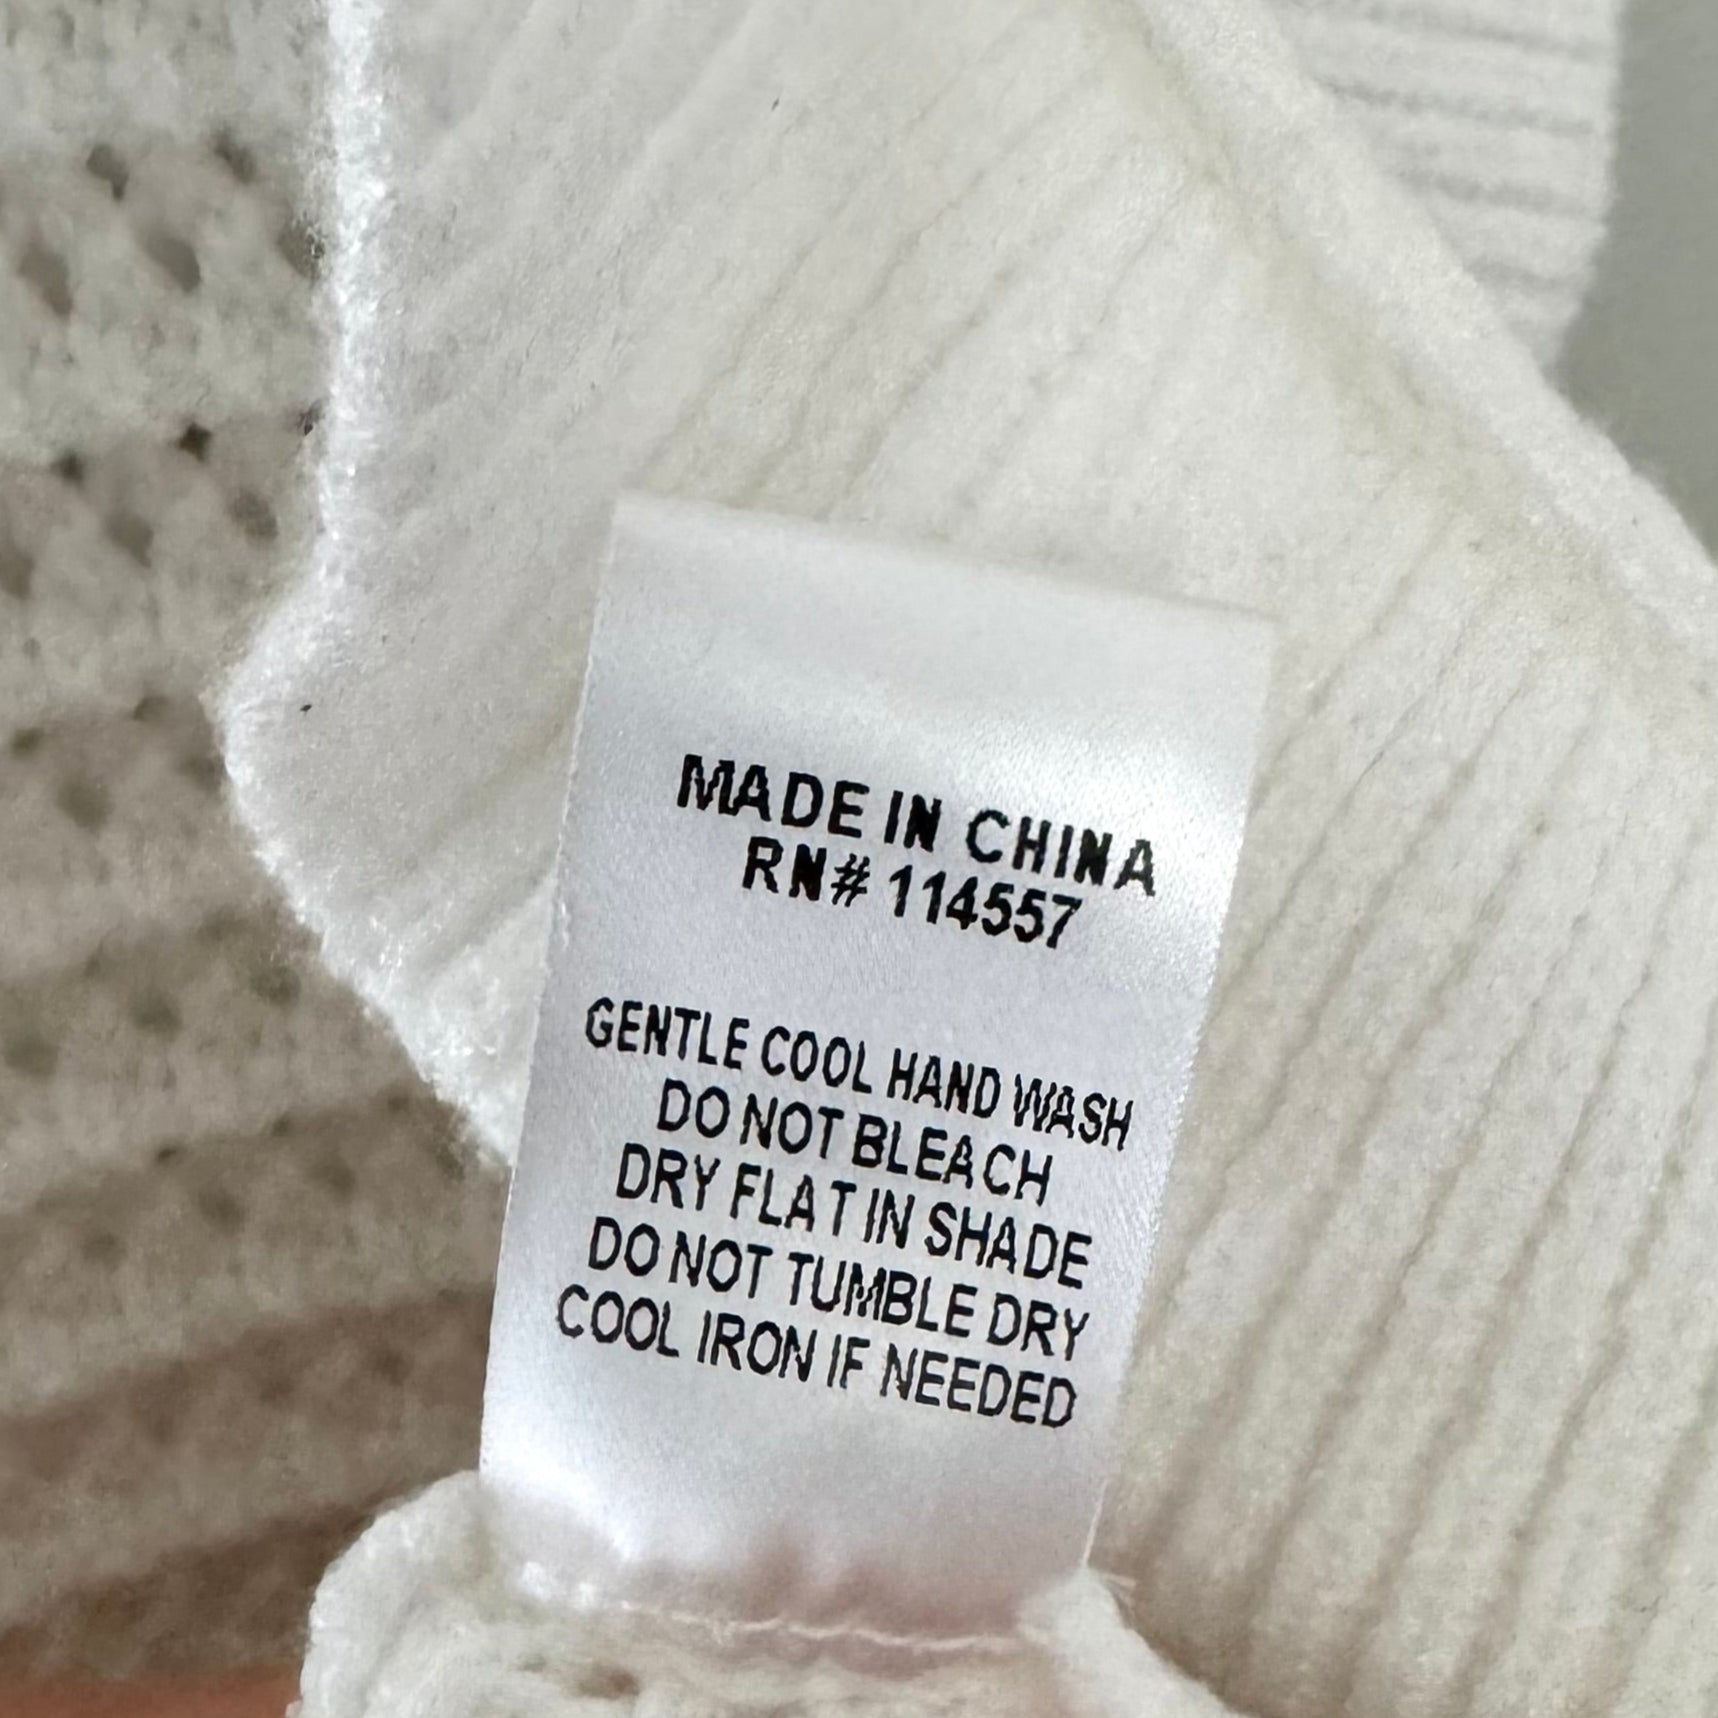 MADE IN CHINA
RN# 114557
GENTLE COOL HAND WASH
DO NOT BLEACH
DRY FLAT IN SHADE
DO NOT TUMBLE DRY
COOL IRON IF NEEDED